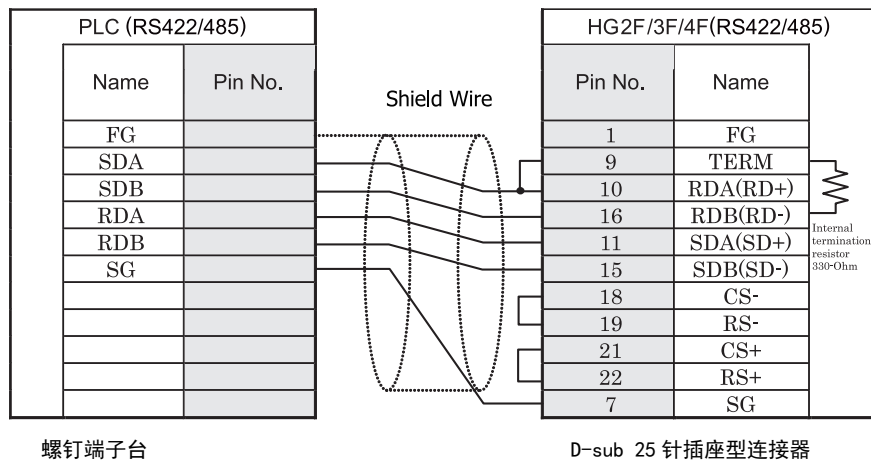 PLC (RS422/485)
HG2F/3F/4F(RS422/485)
Name Pin No.
Shield Wire
Pin No. Name
FG
1 FG
SDA
9 TERM
SDB
10 RDA(RD+)
RDA
16 RDB(RD-)
RDB
11 SDA(SD+)
SG
15 SDB(SD-)
18 CS-
19 RS-
21 CS+
22 RS+
7 SG
Internal
termination
resistor
330-Ohm
螺钉端子台
D-sub 25 针插座型连接器